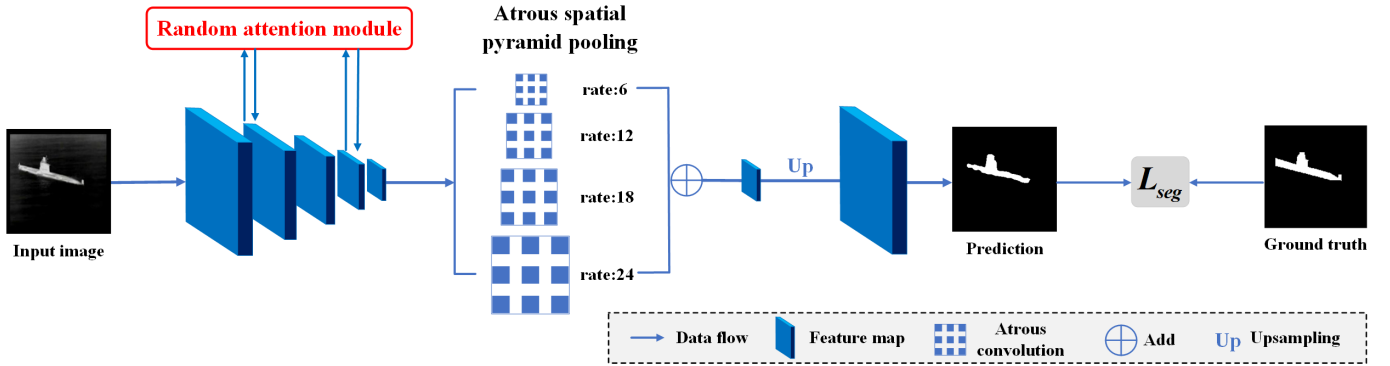 Random attention module
Atrous spatial
pyramid pooling
rate:6
rate:12
rate:18
rate:24
Up
L_seg
Input image
Prediction
Ground truth
Data flow
Feature map
Atrous
convolution
Add
Up
Upsampling